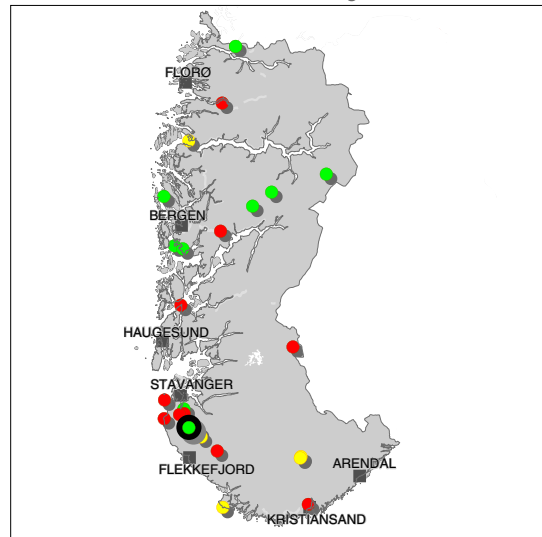 FLORØ
BERGEN
HAUGESUND
STAVANGER
FLEKKEFJORD
ARENDAL
KRISTIANSAND